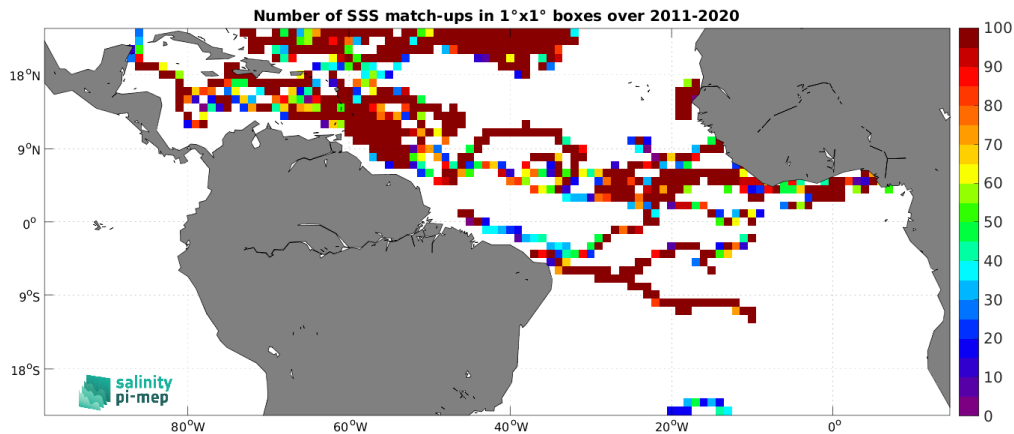 Number of SSS match-ups in 1°x1° boxes over 2011-2020
18°N
9°N
0°
9°S
18°S
80°W
60°W
40°W
20°W
0°
100
90
80
70
60
50
40
30
20
10
0
salinity
pi-mep